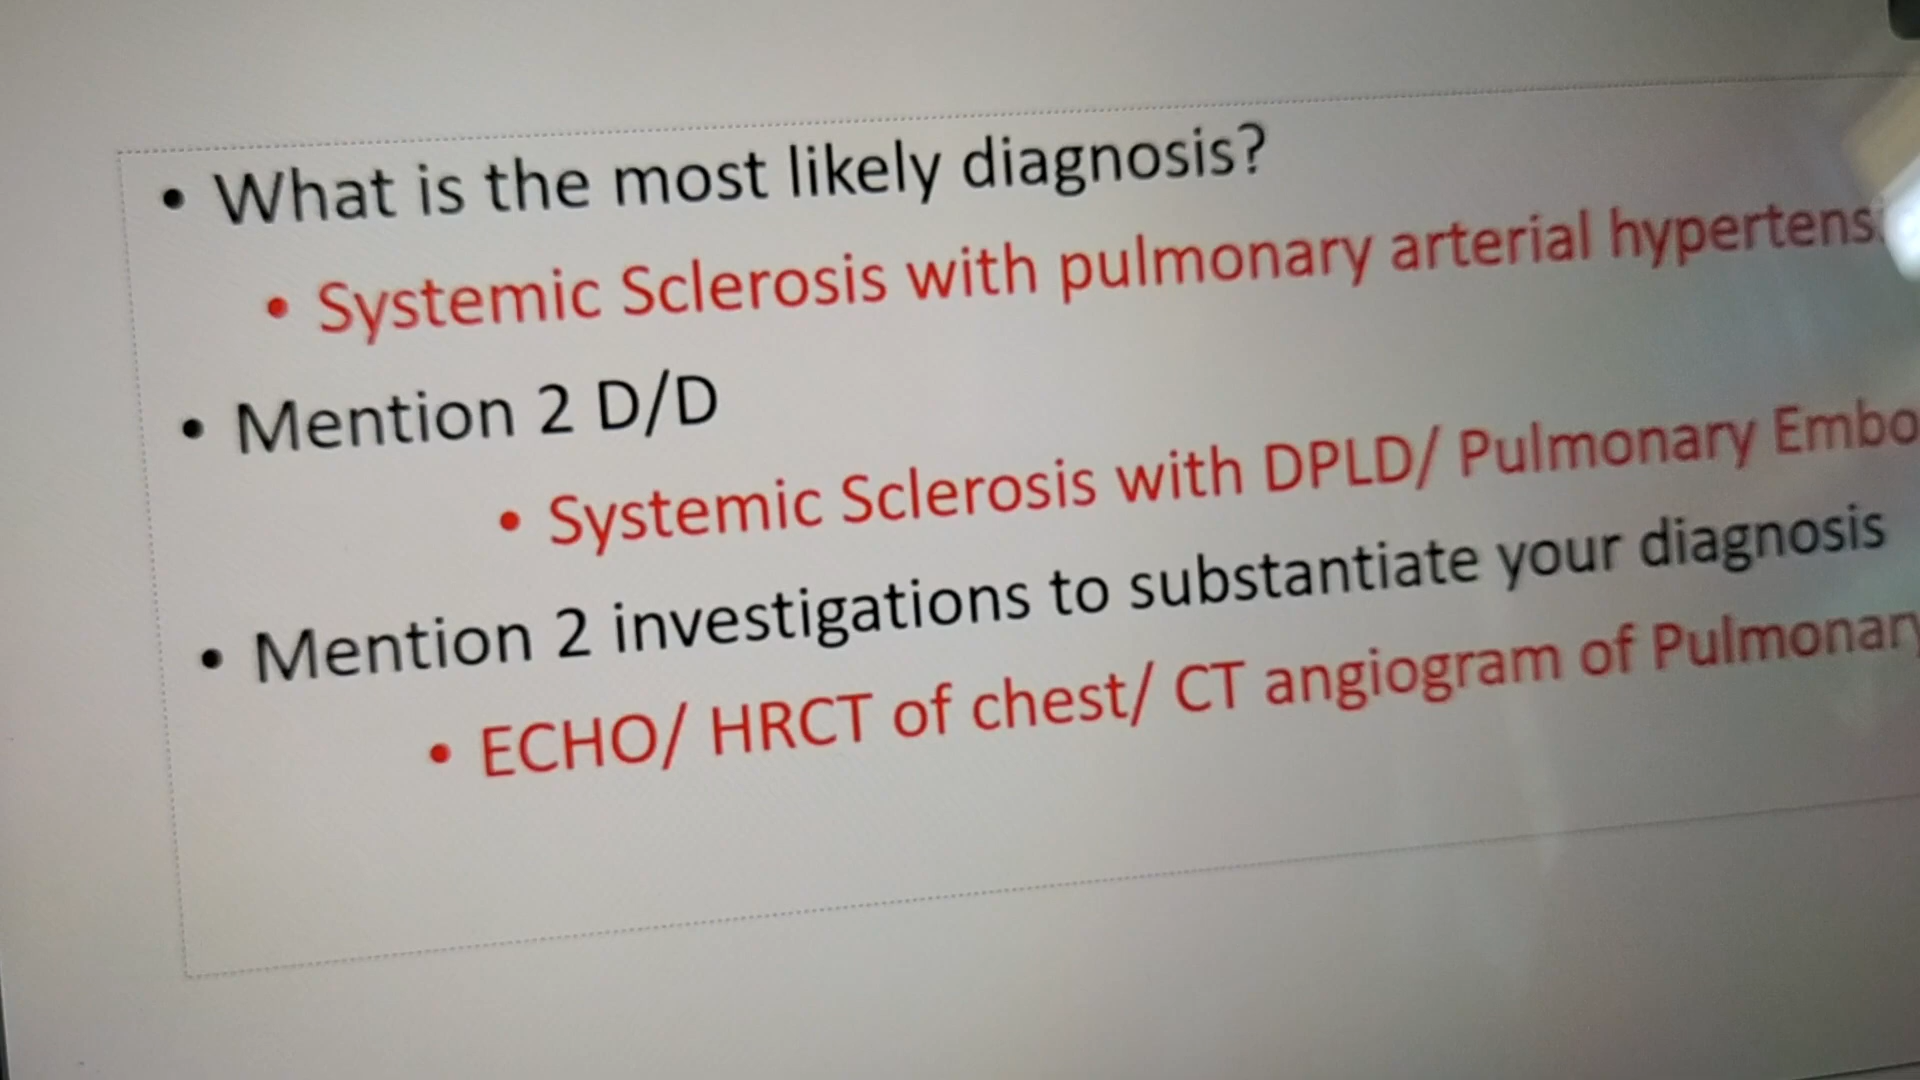 • What is the most likely diagnosis?
• Systemic Sclerosis with pulmonary arterial hypertens
• Mention 2 D/D
• Systemic Sclerosis with DPLD/ Pulmonary Embo
• Mention 2 investigations to substantiate your diagnosis
• ECHO/ HRCT of chest/ CT angiogram of Pulmonary